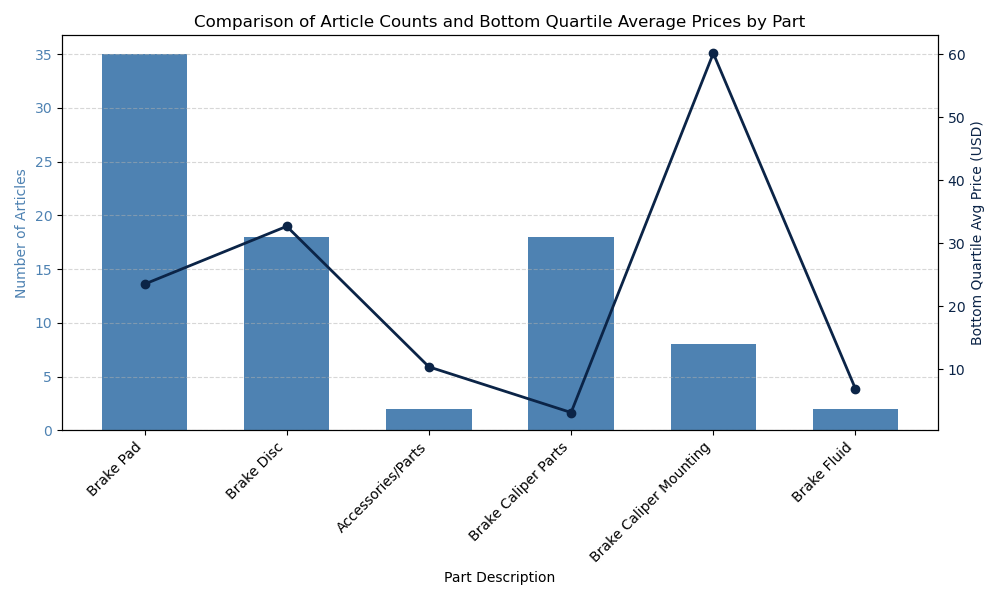 Comparison of Article Counts and Bottom Quartile Average Prices by Part
Number of Articles
35
30
25
20
15
10
5
0
60
50
40
30
20
10
Bottom Quartile Avg Price (USD)
Brake Pad
Brake Disc
Accessories/Parts
Brake Caliper Parts
Brake Caliper Mounting
Brake Fluid
Part Description